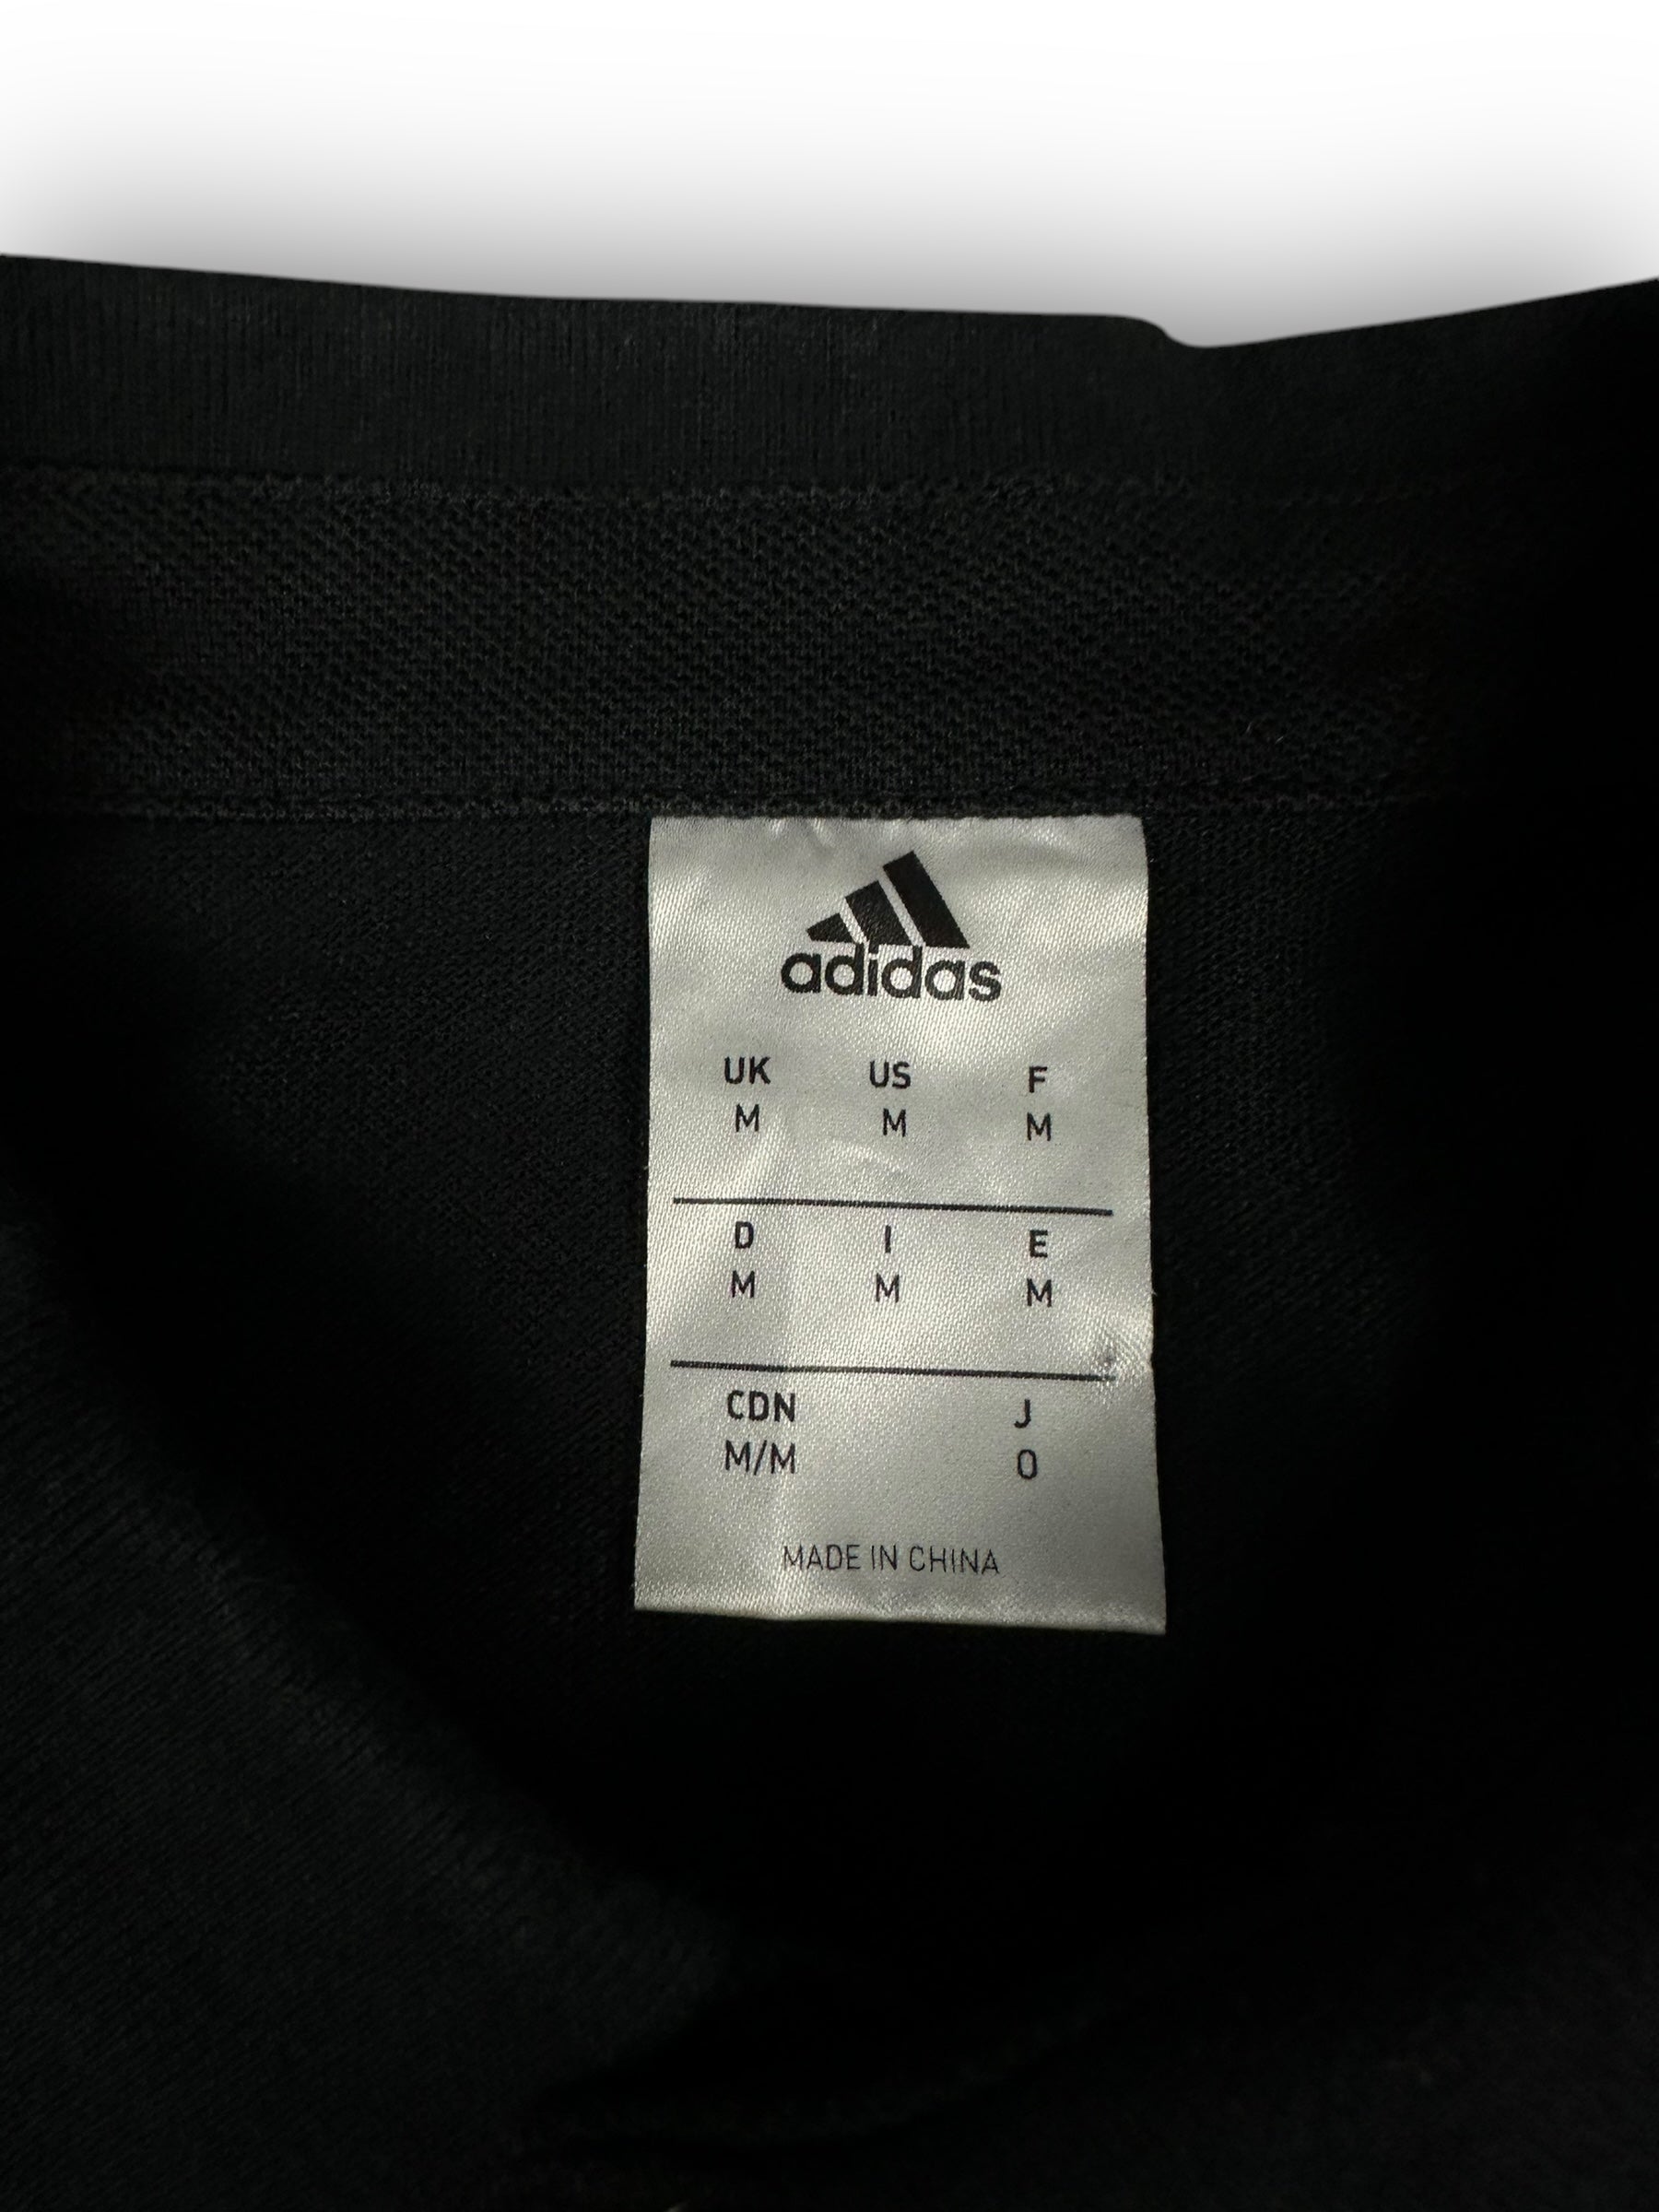 adidas
UK US F
M M M
D I E
M M M
CDN J
M/M O
MADE IN CHINA